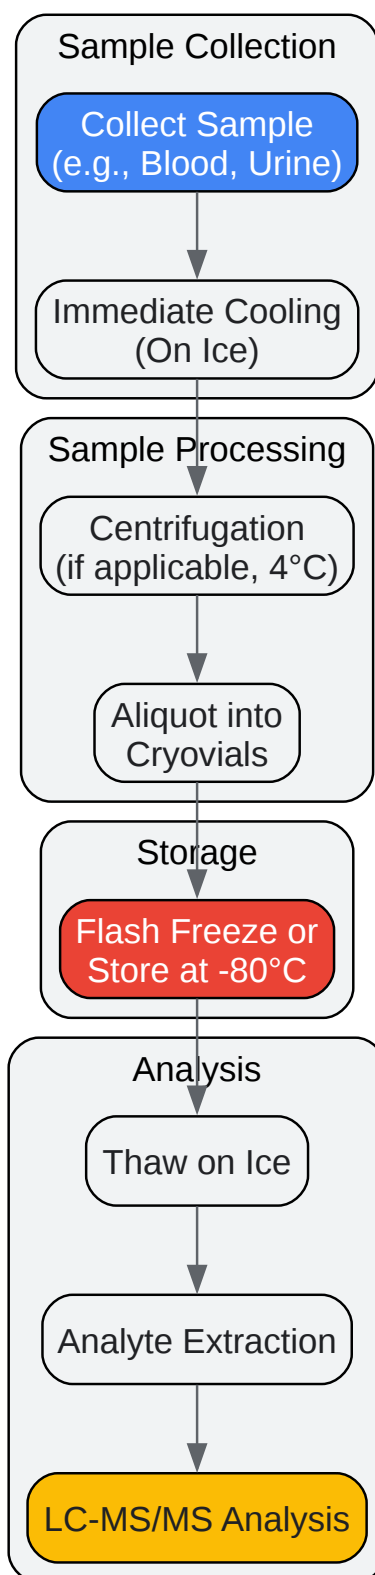 Sample Collection
Collect Sample
(e.g., Blood, Urine)
Immediate Cooling
(On Ice)
Sample Processing
Centrifugation
(if applicable, 4°C)
Aliquot into
Cryovials
Storage
Flash Freeze or
Store at -80°C
Analysis
Thaw on Ice
Analyte Extraction
LC-MS/MS Analysis